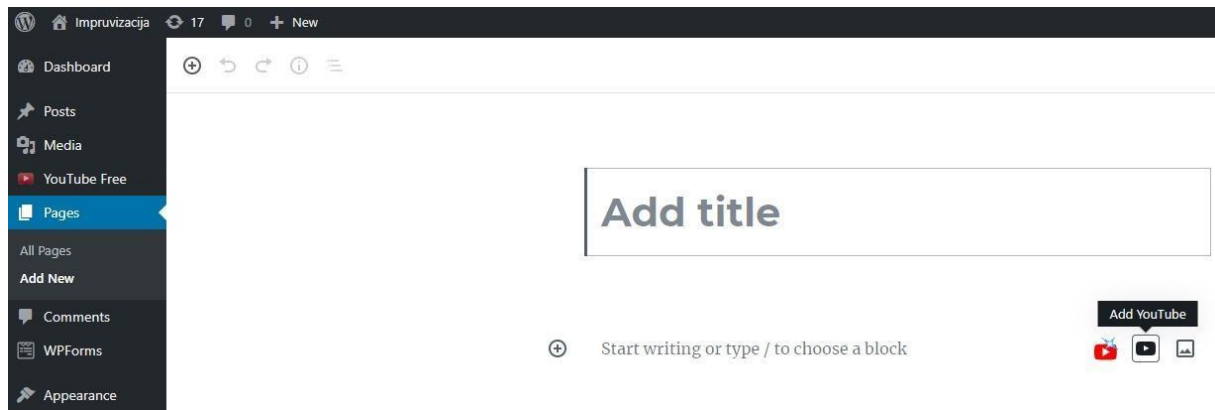 Impruvizacija 17 0 New
Dashboard
Posts
Media
YouTube Free
Pages
Add title
All Pages
Add New
Comments
Add YouTube
WPForms
Start writing or type / to choose a block
Appearance